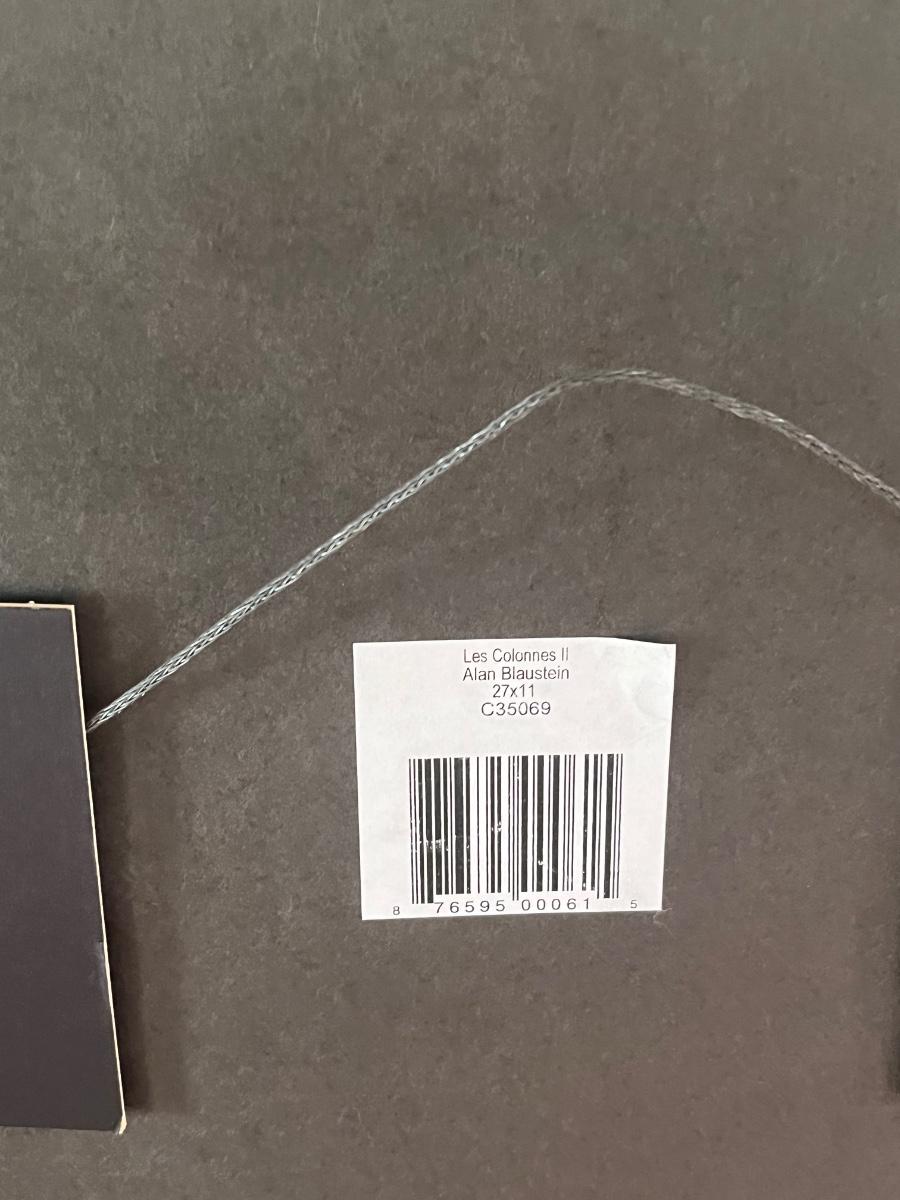 Les Colonnes II
Alan Blaustein
27x11
C35069
8 76595 00061 5